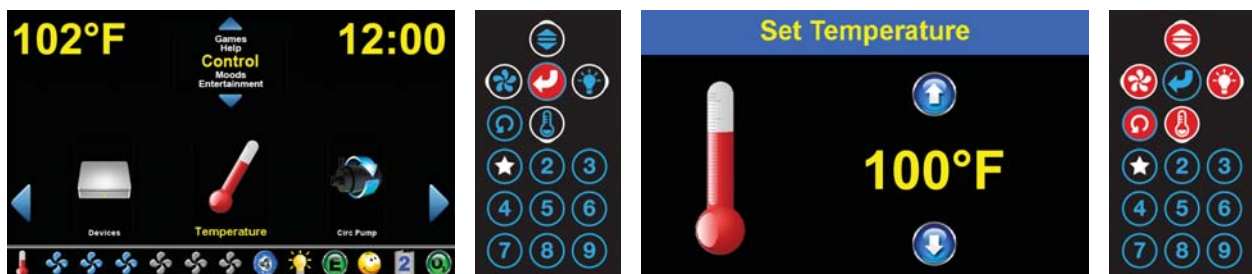 102°F
Games
Help
Control
Moods
Entertainment
12:00
Devices
Temperature
Circ Pump
E
2
O₃
2 3
4 5 6
7 8 9
Set Temperature
100°F
2 3
4 5 6
7 8 9